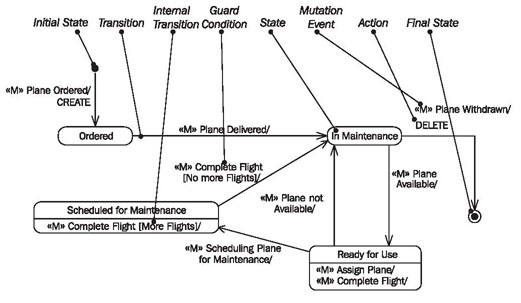 Initial State
Transition
Internal
Transition
Guard
Condition
State
Mutation
Event
Action
Final State
«M» Plane Ordered/
CREATE
«M» Plane Withdrawn/
DELETE
Ordered
«M» Plane Delivered/
In Maintenance
«M» Complete Flight
[No more Flights]/
«M» Plane
Available/
«M» Plane not
Available/
Scheduled for Maintenance
«M» Complete Flight [More Flights]/
«M» Scheduling Plane
for Maintenance/
Ready for Use
«M» Assign Plane/
«M» Complete Flight/